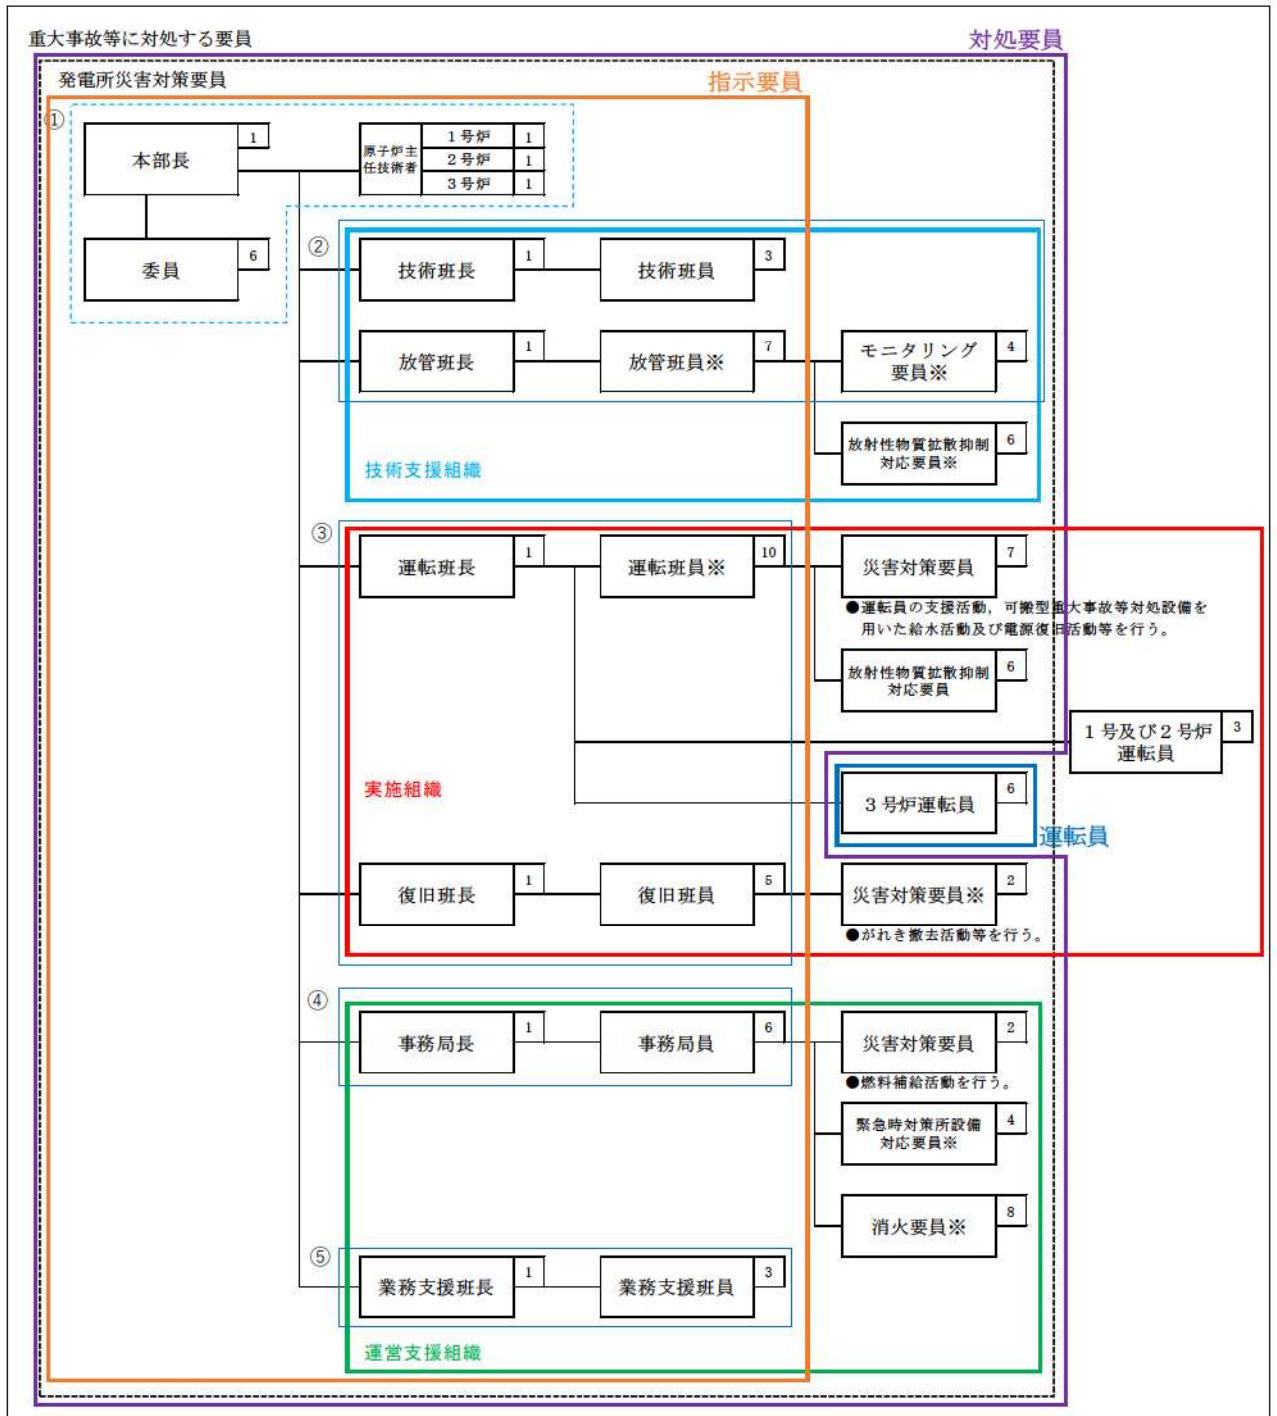 重大事故等に対処する要員
対処要員
発電所災害対策要員
指示要員
①
本部長
1
原子炉主
任技術者
1号炉
1
2号炉
1
3号炉
1
委員
6
②
技術班長
1
技術班員
3
放管班長
1
放管班員※
7
モニタリング
要員※
4
放射性物質拡散抑制
対応要員※
6
技術支援組織
③
運転班長
1
運転班員※
10
災害対策要員
7
●運転員の支援活動，可搬型重大事故等対処設備を
用いた給水活動及び電源復旧活動等を行う。
放射性物質拡散抑制
対応要員
6
1号及び2号炉
運転員
3
実施組織
3号炉運転員
6
運転員
復旧班長
1
復旧班員
5
災害対策要員※
2
●がれき撤去活動等を行う。
④
事務局長
1
事務局員
6
災害対策要員
2
●燃料補給活動を行う。
緊急時対策所設備
対応要員※
4
消火要員※
8
⑤
業務支援班長
1
業務支援班員
3
運営支援組織